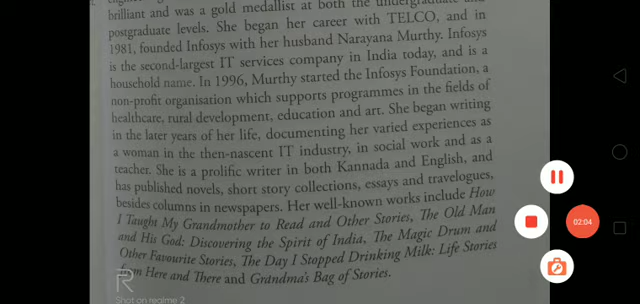 brilliant and was a gold medallist at both the undergraduate and
postgraduate levels. She began her career with TELCO, and in
1981, founded Infosys with her husband Narayana Murthy. Infosys
is the second-largest IT services company in India today, and is a
household name. In 1996, Murthy started the Infosys Foundation, a
non-profit organisation which supports programmes in the fields of
healthcare, rural development, education and art. She began writing
in the later years of her life, documenting her varied experiences as
a woman in the then-nascent IT industry, in social work and as a
teacher. She is a prolific writer in both Kannada and English, and
has published novels, short story collections, essays and travelogues,
besides columns in newspapers. Her well-known works include How
I Taught My Grandmother to Read and Other Stories, The Old Man
and His God: Discovering the Spirit of India, The Magic Drum and
Other Favourite Stories, The Day I Stopped Drinking Milk: Life Stories
from Here and There and Grandma's Bag of Stories.
R
Shot on realme 2
02:04